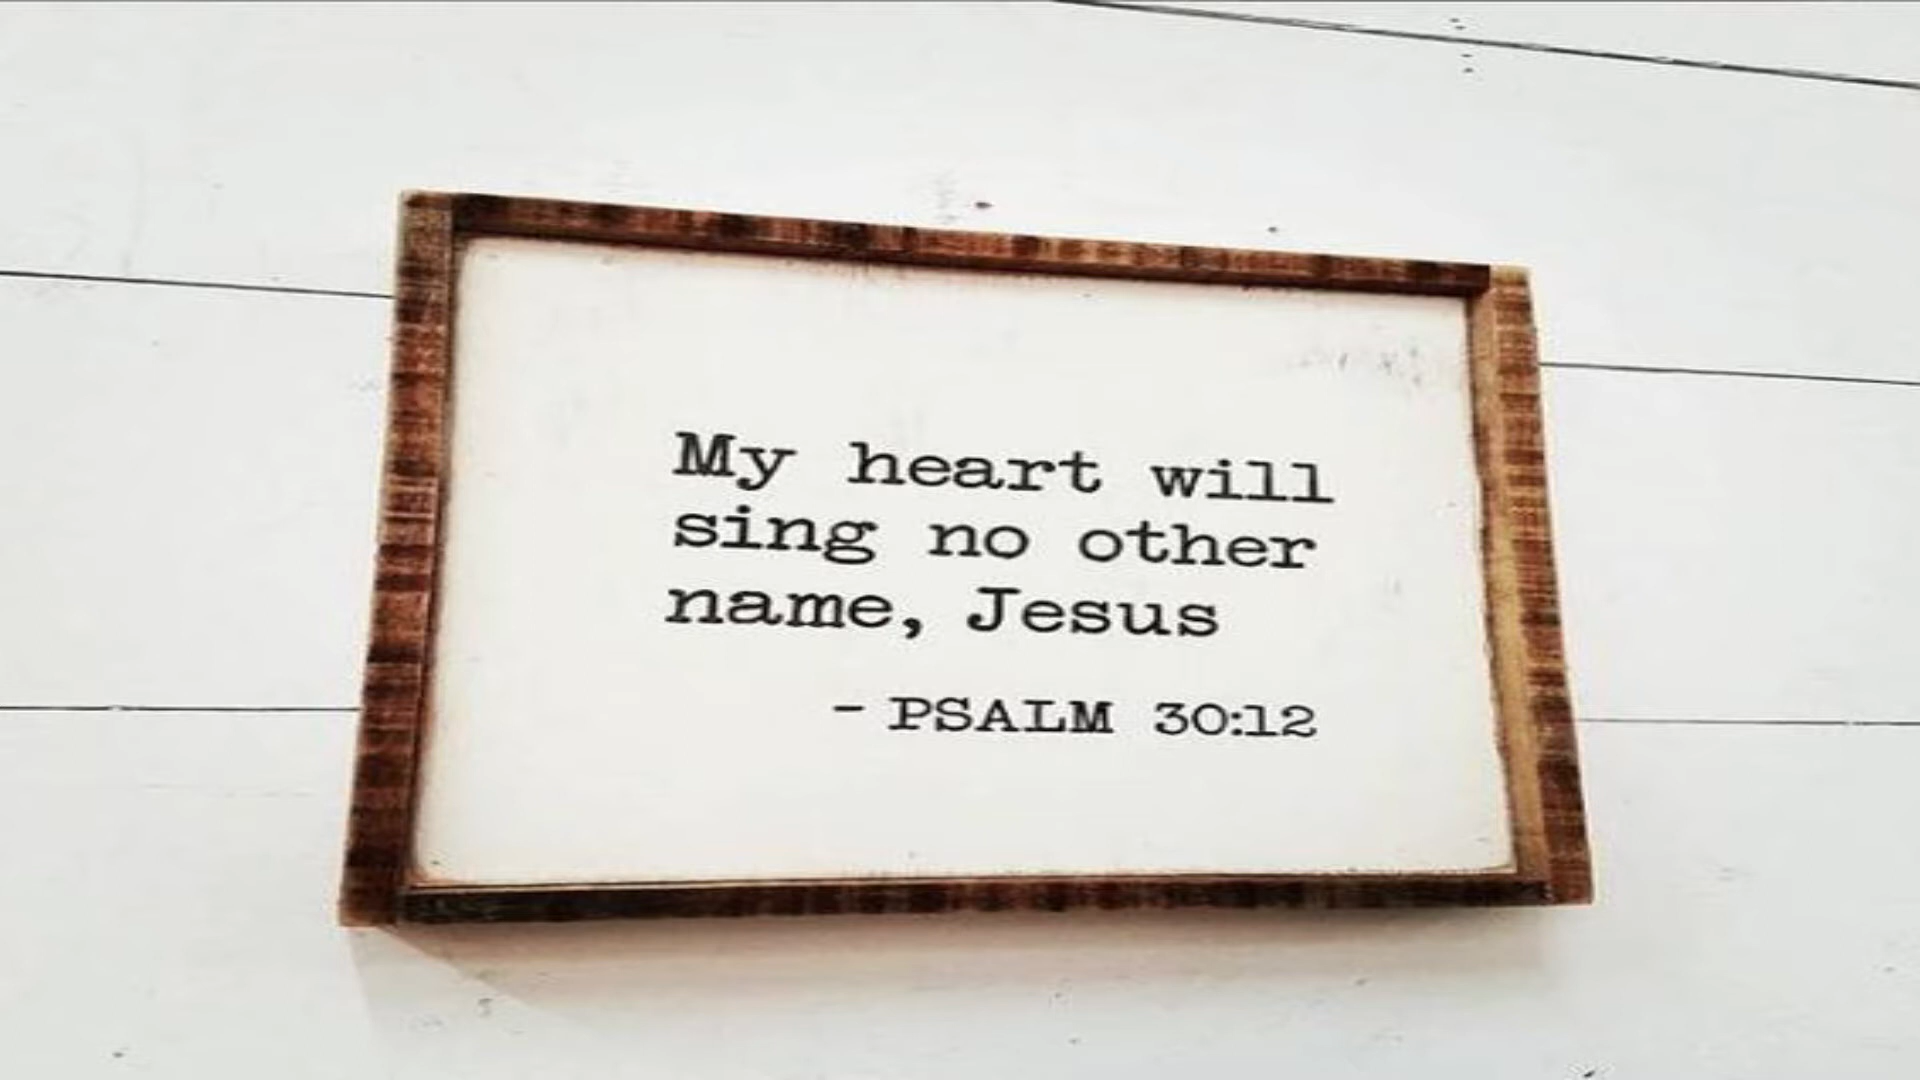 My heart will
sing no other
name, Jesus
- PSALM 30:12